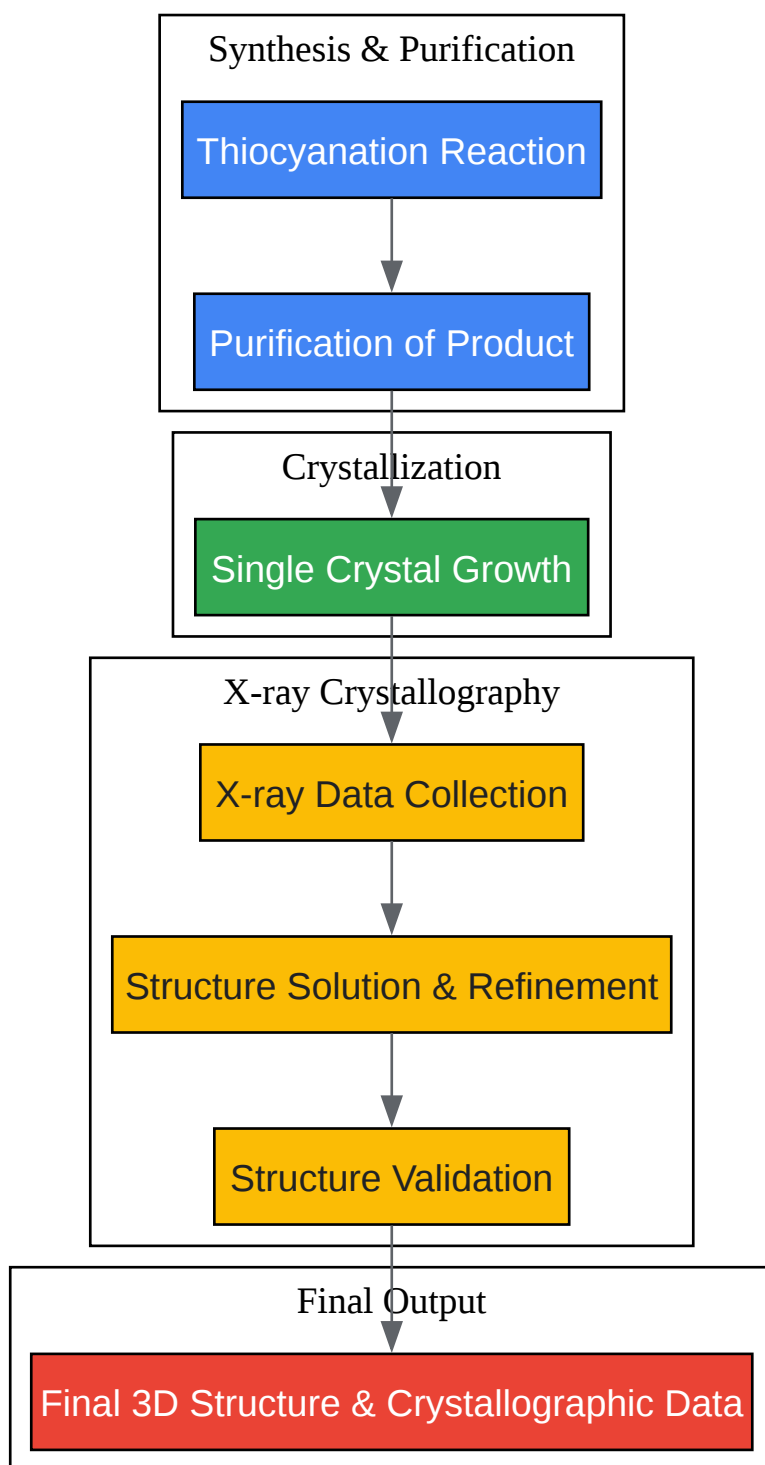 Synthesis & Purification
Thiocyanation Reaction
Purification of Product
Crystallization
Single Crystal Growth
X-ray Crystallography
X-ray Data Collection
Structure Solution & Refinement
Structure Validation
Final Output
Final 3D Structure & Crystallographic Data